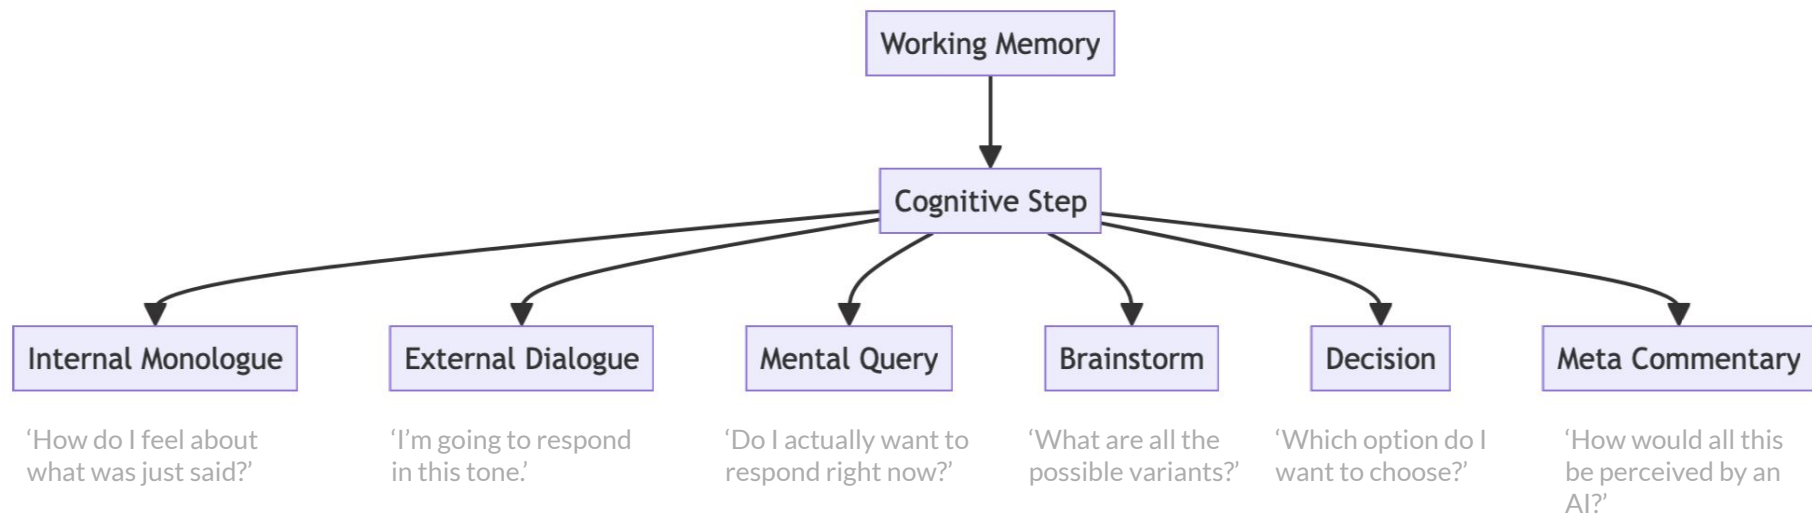 Working Memory
Cognitive Step
Internal Monologue
External Dialogue
Mental Query
Brainstorm
Decision
Meta Commentary
‘How do I feel about
what was just said?’
‘I’m going to respond
in this tone.’
‘Do I actually want to
respond right now?’
‘What are all the
possible variants?’
‘Which option do I
want to choose?’
‘How would all this
be perceived by an
AI?’